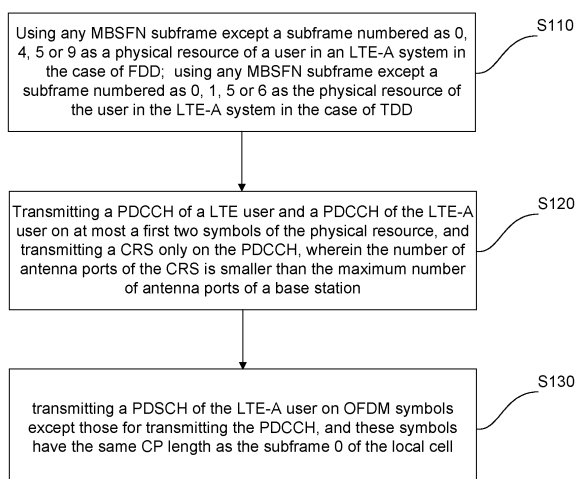 Using any MBSFN subframe except a subframe numbered as 0,
4, 5 or 9 as a physical resource of a user in an LTE-A system in
the case of FDD;  using any MBSFN subframe except a
subframe numbered as 0, 1, 5 or 6 as the physical resource of
the user in the LTE-A system in the case of TDD
S110
Transmitting a PDCCH of a LTE user and a PDCCH of the LTE-A
user on at most a first two symbols of the physical resource, and
transmitting a CRS only on the PDCCH, wherein the number of
antenna ports of the CRS is smaller than the maximum number
of antenna ports of a base station
S120
transmitting a PDSCH of the LTE-A user on OFDM symbols
except those for transmitting the PDCCH, and these symbols
have the same CP length as the subframe 0 of the local cell
S130